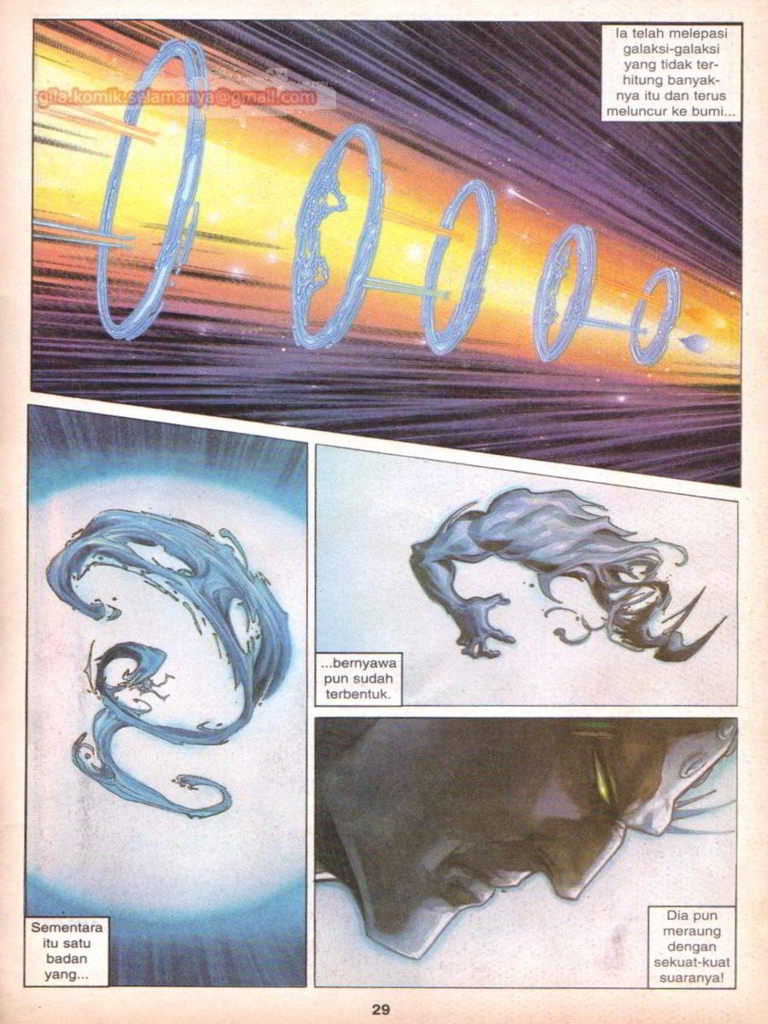 Ia telah melepasi
galaksi-galaksi
yang tidak ter-
hitung banyak-
nya itu dan terus
meluncur ke bumi...
gila.komik.selamanya@gmail.com
...bernyawa
pun sudah
terbentuk.
Sementara
itu satu
badan
yang...
Dia pun
meraung
dengan
sekuat-kuat
suaranya!
29